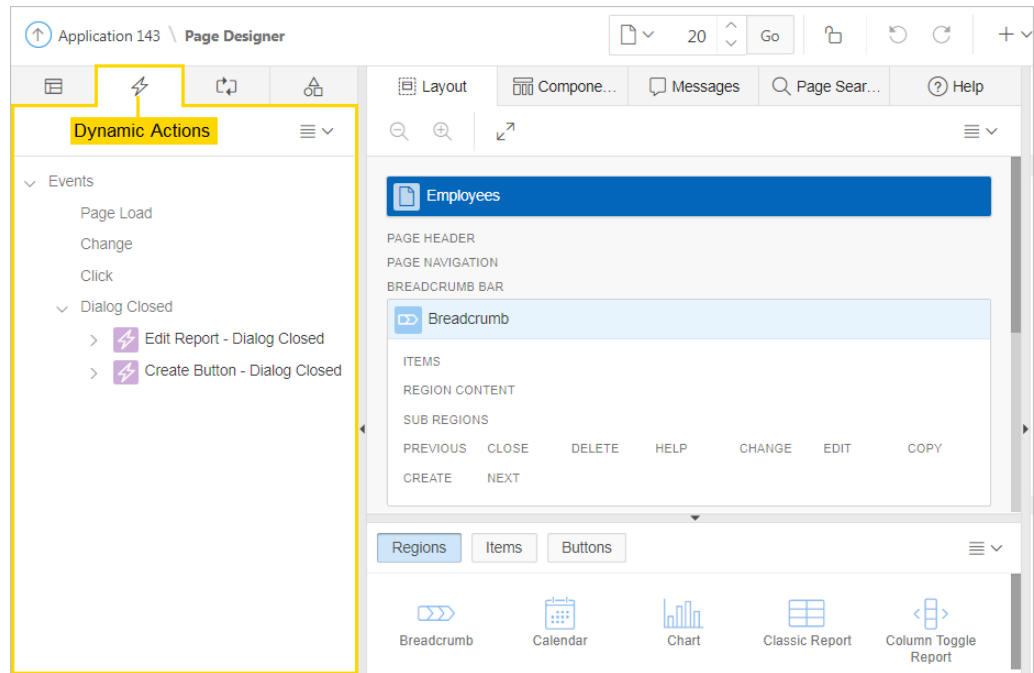 Application 143 \ Page Designer
20
Go
Layout
Compone...
Messages
Page Sear...
Help
Dynamic Actions
Events
Page Load
Change
Click
Dialog Closed
Edit Report - Dialog Closed
Create Button - Dialog Closed
Employees
PAGE HEADER
PAGE NAVIGATION
BREADCRUMB BAR
Breadcrumb
ITEMS
REGION CONTENT
SUB REGIONS
PREVIOUS CLOSE DELETE HELP CHANGE EDIT COPY
CREATE NEXT
Regions Items Buttons
Breadcrumb
Calendar
Chart
Classic Report
Column Toggle
Report